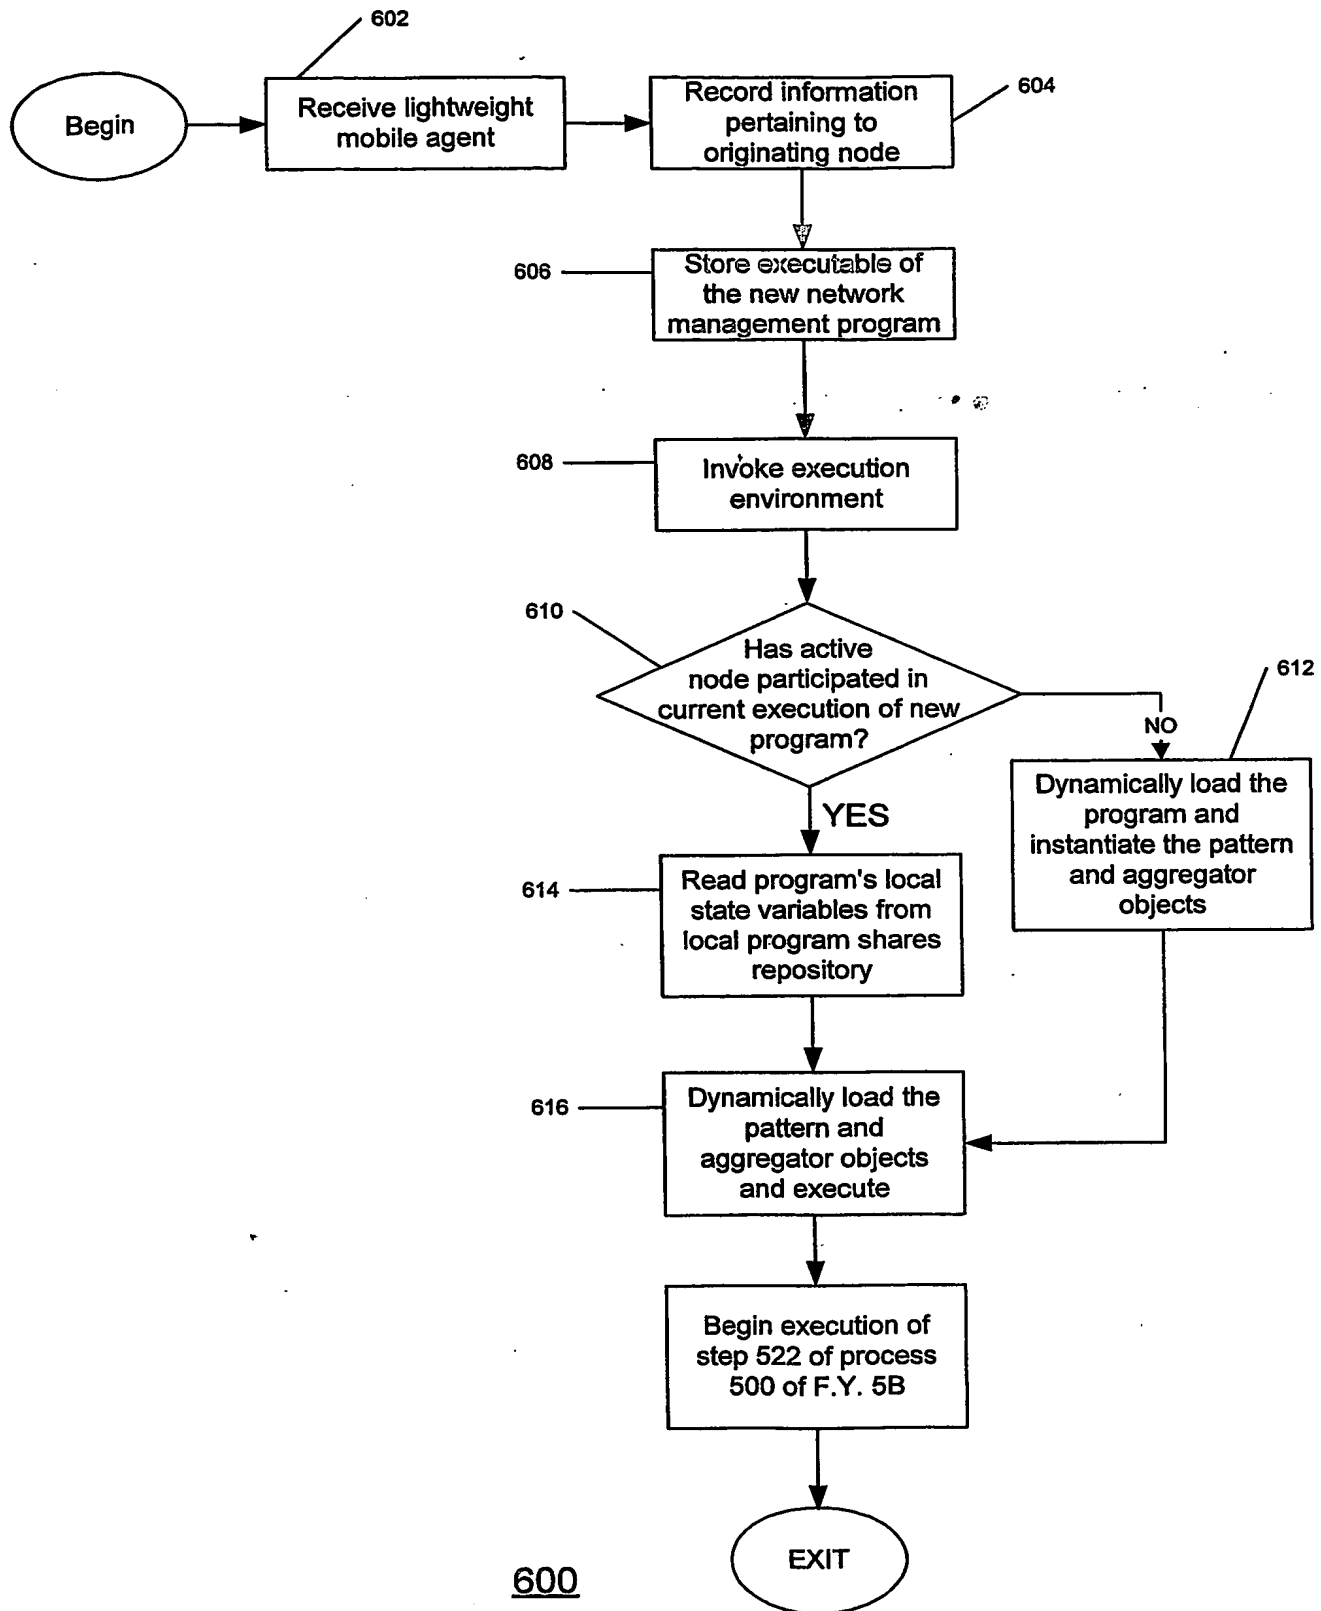 602
Begin
Receive lightweight
mobile agent
Record information
pertaining to
originating node
604
606
Store executable of
the new network
management program
608
Invoke execution
environment
610
Has active
node participated in
current execution of new
program?
612
NO
Dynamically load the
program and
instantiate the pattern
and aggregator
objects
YES
614
Read program's local
state variables from
local program shares
repository
616
Dynamically load the
pattern and
aggregator objects
and execute
Begin execution of
step 522 of process
500 of F.Y. 5B
EXIT
600